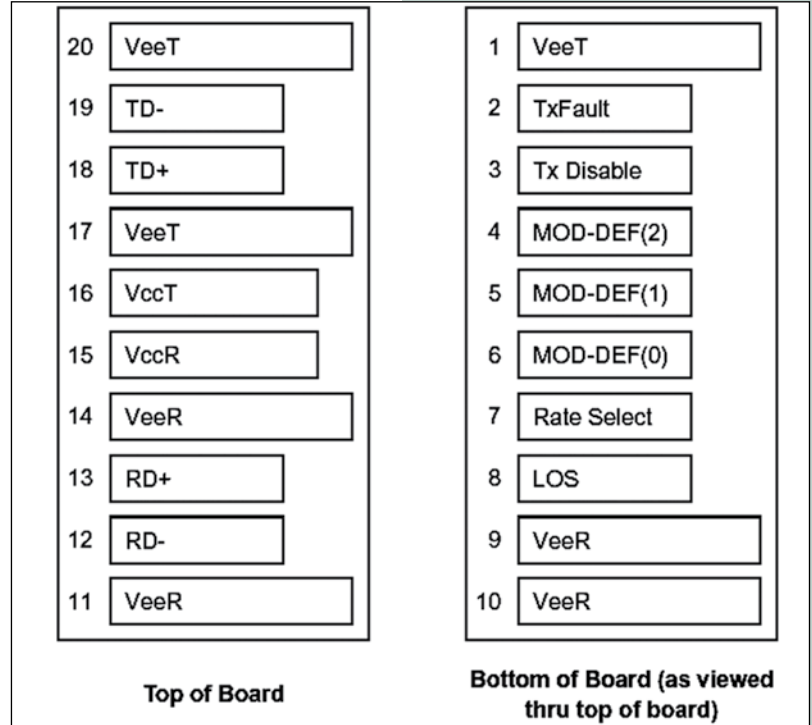 20 VeeT
19 TD-
18 TD+
17 VeeT
16 VccT
15 VccR
14 VeeR
13 RD+
12 RD-
11 VeeR
Top of Board
1 VeeT
2 TxFault
3 Tx Disable
4 MOD-DEF(2)
5 MOD-DEF(1)
6 MOD-DEF(0)
7 Rate Select
8 LOS
9 VeeR
10 VeeR
Bottom of Board (as viewed
thru top of board)